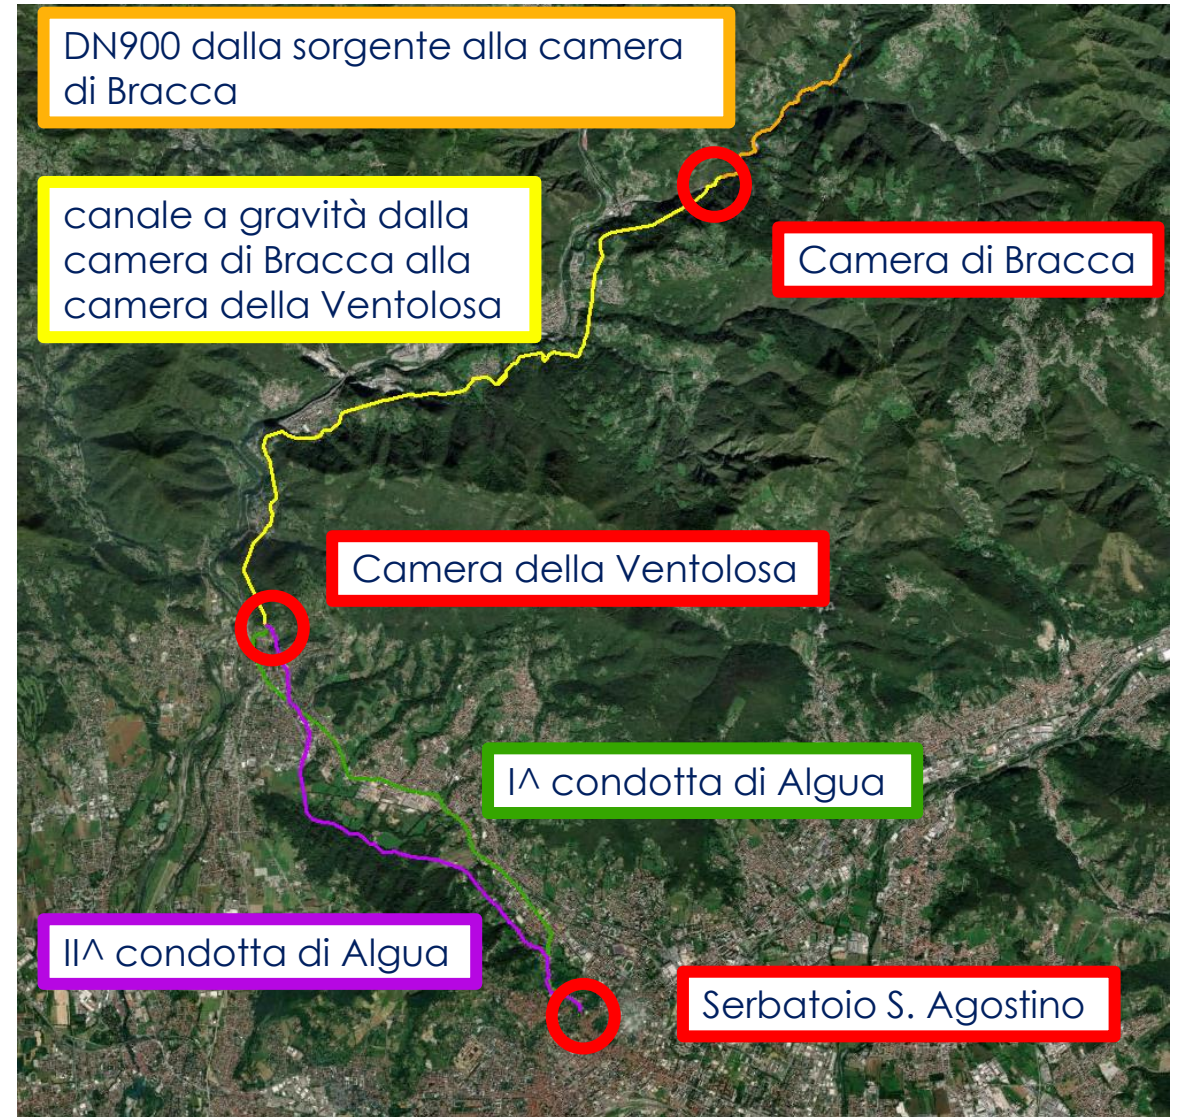 DN900 dalla sorgente alla camera
di Bracca
canale a gravità dalla
camera di Bracca alla
camera della Ventolosa
Camera di Bracca
Camera della Ventolosa
I^ condotta di Algua
II^ condotta di Algua
Serbatoio S. Agostino